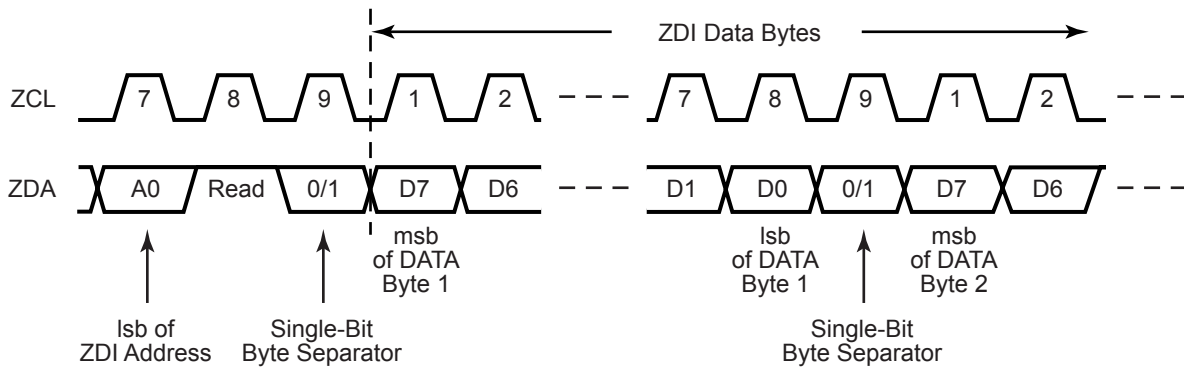 ZDI Data Bytes
ZCL 7 8 9 1 2 7 8 9 1 2
ZDA A0 Read 0/1 D7 D6 D1 D0 0/1 D7 D6
msb
of DATA
Byte 1
lsb
of DATA
Byte 1
msb
of DATA
Byte 2
lsb of
ZDI Address
Single-Bit
Byte Separator
Single-Bit
Byte Separator